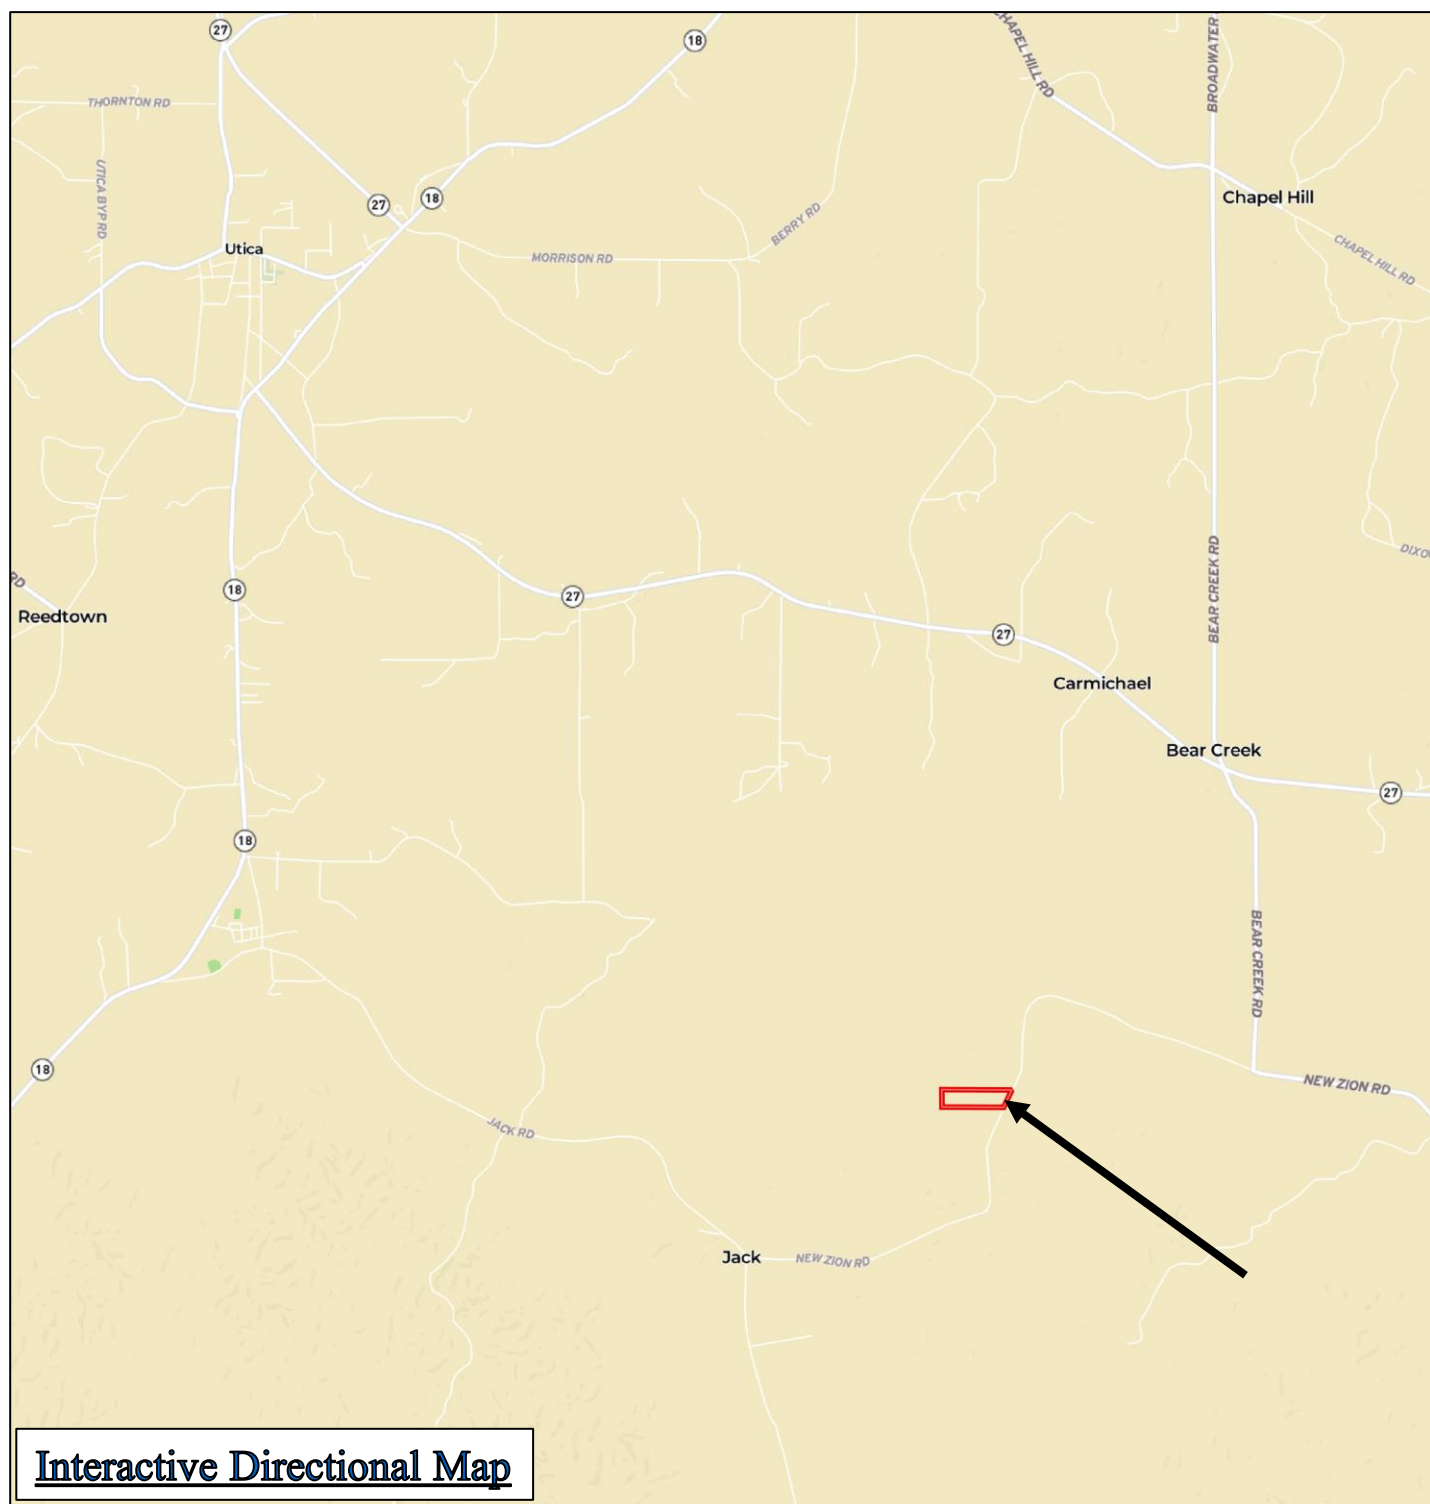 27
18
CHAPEL HILL RD
BROADWATER
THORNTON RD
UTICA BYP RD
27
18
Chapel Hill
BERRY RD
Utica
MORRISON RD
CHAPEL HILL RD
RD
18
27
Reedtown
BEAR CREEK RD
27
Carmichael
Bear Creek
27
18
BEAR CREEK RD
18
NEW ZION RD
JACK RD
Jack
NEW ZION RD
Interactive Directional Map